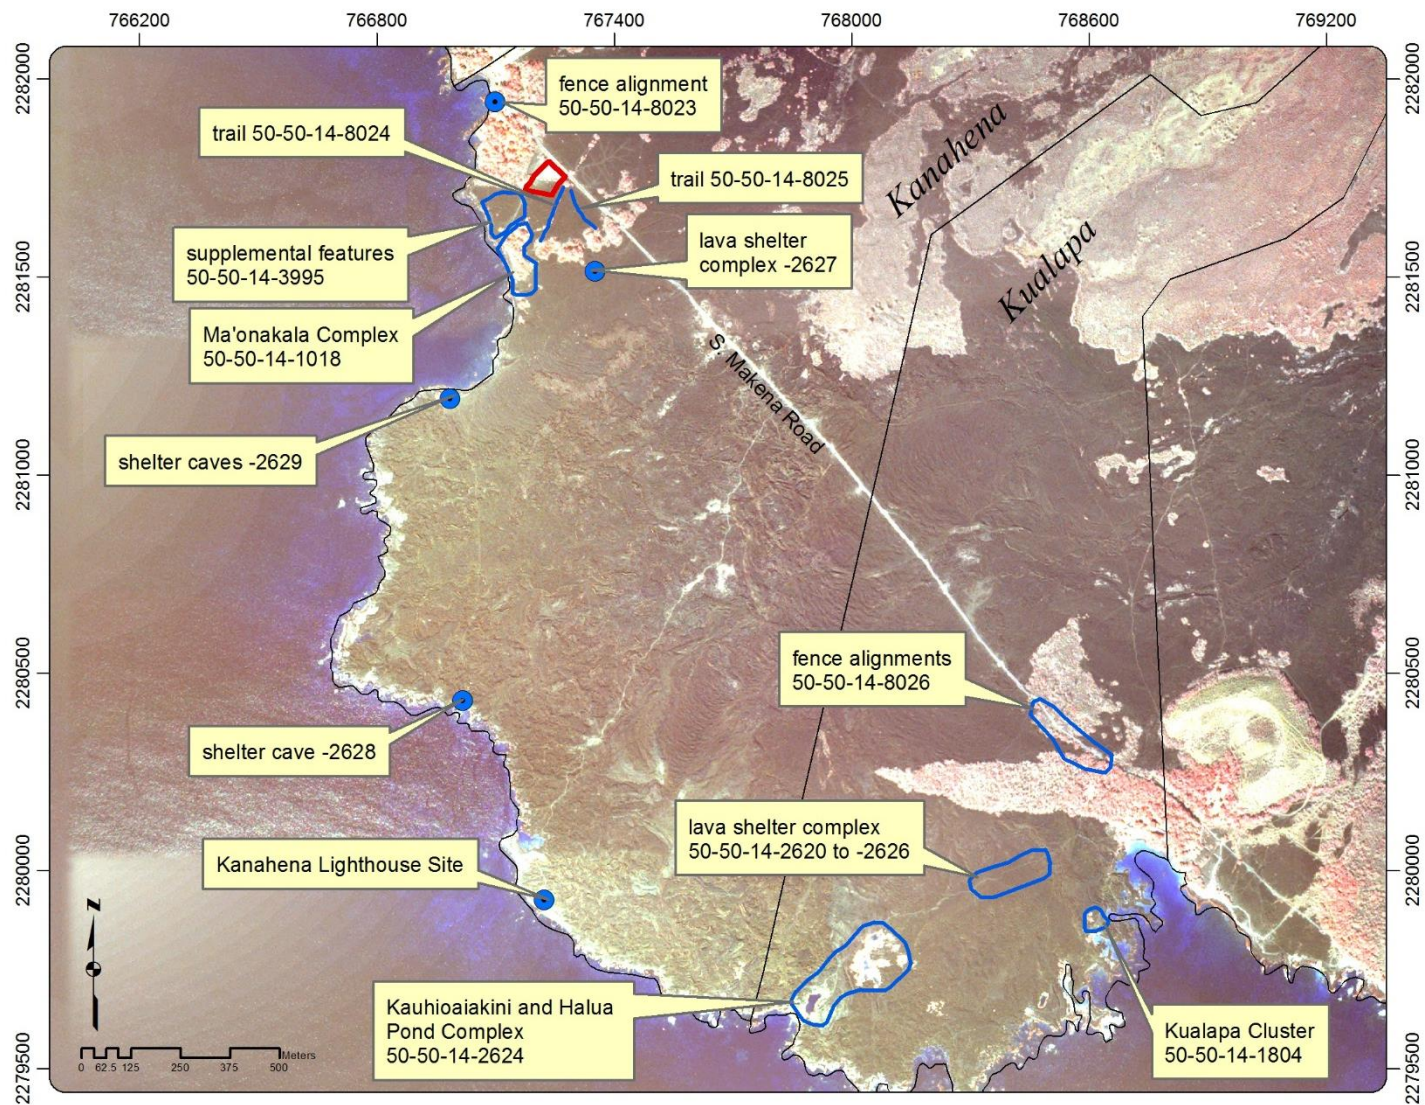 766200 766800 767400 768000 768600 769200
2282000
2282000
fence alignment
50-50-14-8023
trail 50-50-14-8024
trail 50-50-14-8025
Kanahena
Kualapa
supplemental features
50-50-14-3995
lava shelter
complex -2627
2281500
2281500
Ma'onakala Complex
50-50-14-1018
S. Makena Road
shelter caves -2629
2281000
2281000
fence alignments
50-50-14-8026
2280500
2280500
shelter cave -2628
lava shelter complex
50-50-14-2620 to -2626
Kanahena Lighthouse Site
2280000
2280000
N
Kauhioaiakini and Halua
Pond Complex
50-50-14-2624
Kualapa Cluster
50-50-14-1804
Meters
0 62.5 125 250 375 500
2279500
2279500